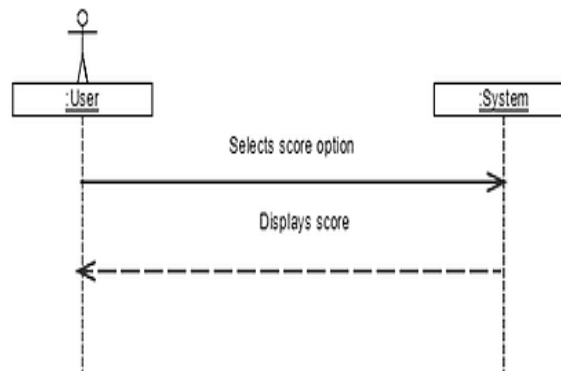 :User
:System
Selects score option
Displays score